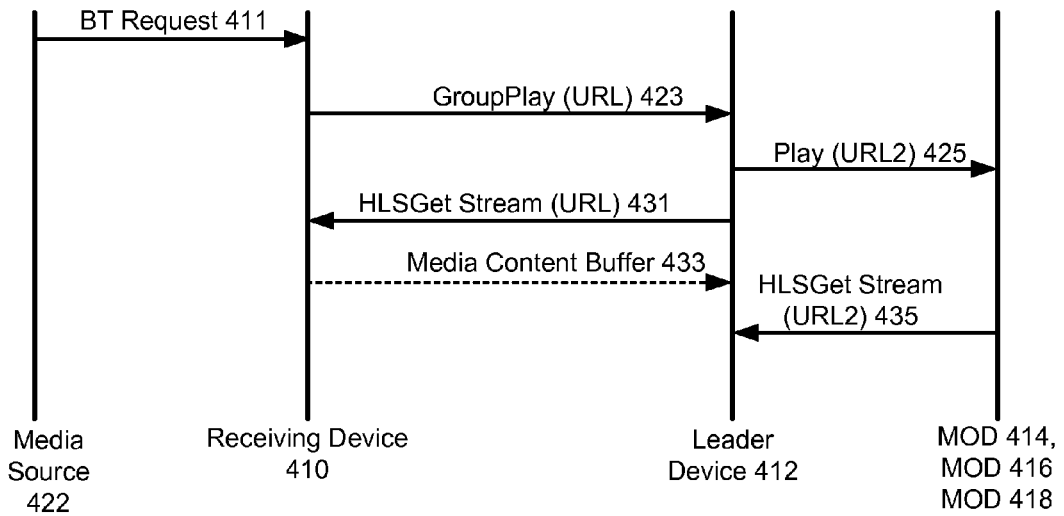 BT Request 411
GroupPlay (URL) 423
Play (URL2) 425
HLSGet Stream (URL) 431
Media Content Buffer 433
HLSGet Stream
(URL2) 435
Media
Source
422
Receiving Device
410
Leader
Device 412
MOD 414,
MOD 416
MOD 418